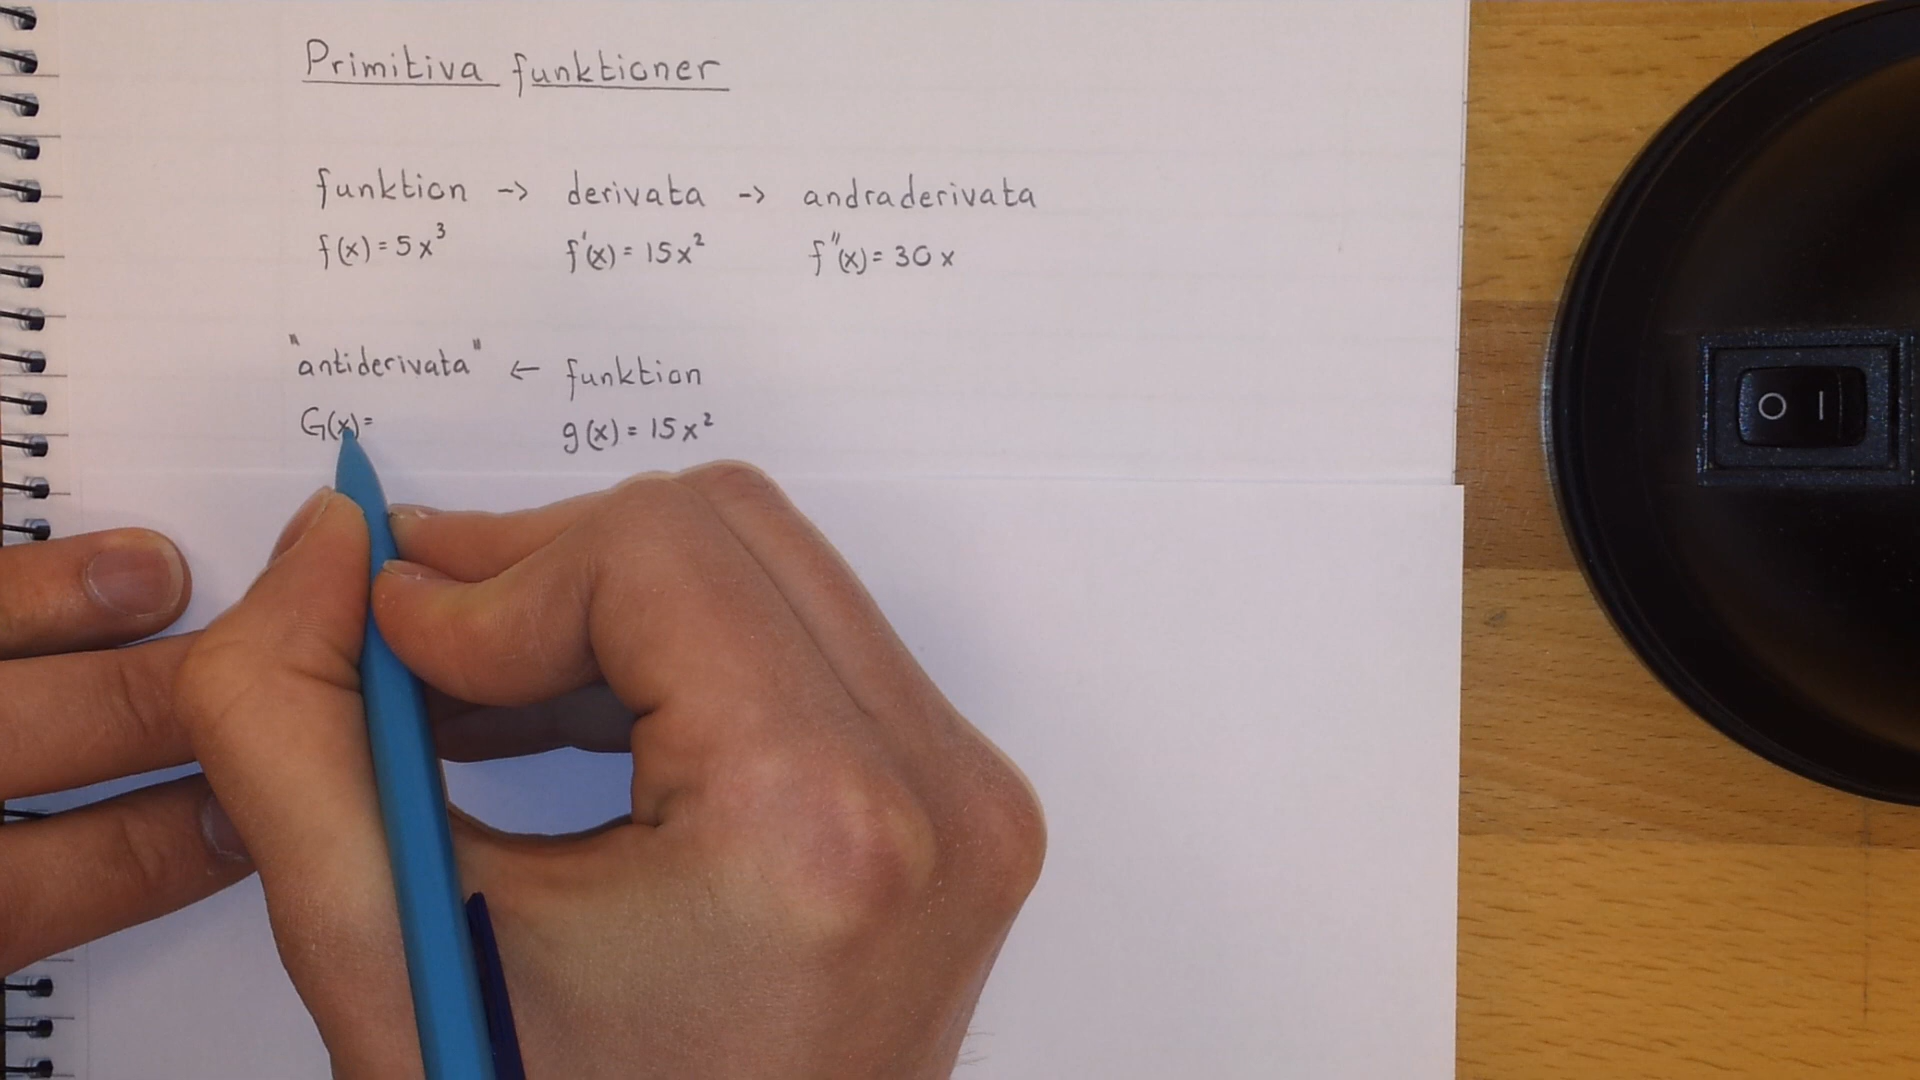 Primitiva funktioner
funktion -> derivata -> andraderivata
f(x) = 5x³ f'(x) = 15x² f"(x) = 30x
"antiderivata" ← funktion
G(x) = g(x) = 15x²
O I